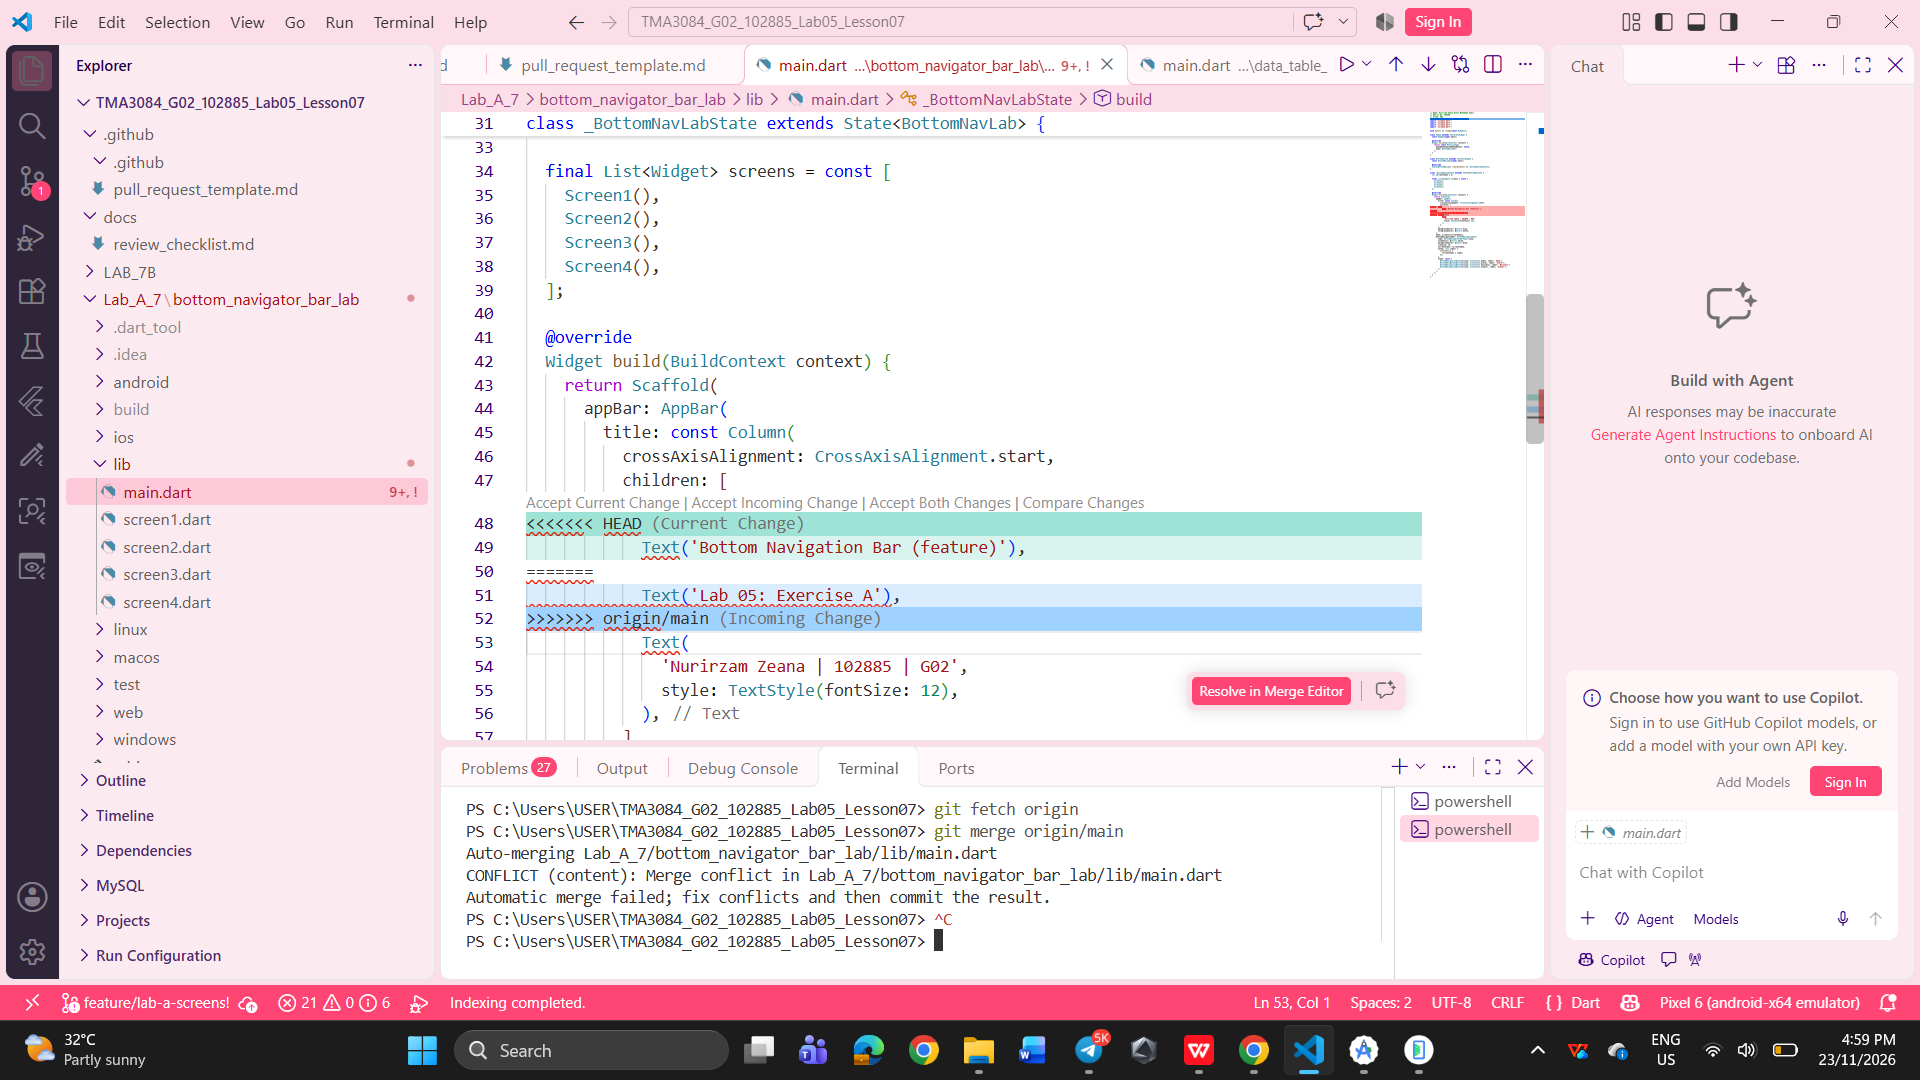 File Edit Selection View Go Run Terminal Help
TMA3084_G02_102885_Lab05_Lesson07
Sign In
Explorer
TMA3084_G02_102885_Lab05_Lesson07
.github
.github
pull_request_template.md
docs
review_checklist.md
LAB_7B
Lab_A_7 \ bottom_navigator_bar_lab
.dart_tool
.idea
android
build
ios
lib
main.dart 9+, !
screen1.dart
screen2.dart
screen3.dart
screen4.dart
linux
macos
test
web
windows
Outline
Timeline
Dependencies
MySQL
Projects
Run Configuration
1
pull_request_template.md
main.dart ...\bottom_navigator_bar_lab\... 9+, !
main.dart ...\data_table_
Lab_A_7 > bottom_navigator_bar_lab > lib > main.dart > _BottomNavLabState > build
31 class _BottomNavLabState extends State<BottomNavLab> {
33
34 final List<Widget> screens = const [
35 Screen1(),
36 Screen2(),
37 Screen3(),
38 Screen4(),
39 ];
40
41 @override
42 Widget build(BuildContext context) {
43 return Scaffold(
44 appBar: AppBar(
45 title: const Column(
46 crossAxisAlignment: CrossAxisAlignment.start,
47 children: [
Accept Current Change | Accept Incoming Change | Accept Both Changes | Compare Changes
48 <<<<<<< HEAD (Current Change)
49 Text('Bottom Navigation Bar (feature)'),
50 =======
51 Text('Lab 05: Exercise A'),
52 >>>>>>> origin/main (Incoming Change)
53 Text(
54 'Nurirzam Zeana | 102885 | G02',
55 style: TextStyle(fontSize: 12),
56 ), // Text
57 ]
Resolve in Merge Editor
Problems 27 Output Debug Console Terminal Ports
PS C:\Users\USER\TMA3084_G02_102885_Lab05_Lesson07> git fetch origin
PS C:\Users\USER\TMA3084_G02_102885_Lab05_Lesson07> git merge origin/main
Auto-merging Lab_A_7/bottom_navigator_bar_lab/lib/main.dart
CONFLICT (content): Merge conflict in Lab_A_7/bottom_navigator_bar_lab/lib/main.dart
Automatic merge failed; fix conflicts and then commit the result.
PS C:\Users\USER\TMA3084_G02_102885_Lab05_Lesson07> ^C
PS C:\Users\USER\TMA3084_G02_102885_Lab05_Lesson07>
powershell
powershell
Chat
Build with Agent
AI responses may be inaccurate
Generate Agent Instructions to onboard AI
onto your codebase.
Choose how you want to use Copilot.
Sign in to use GitHub Copilot models, or
add a model with your own API key.
Add Models Sign In
main.dart
Chat with Copilot
Agent Models
Copilot
feature/lab-a-screens! 21 0 6 Indexing completed.
Ln 53, Col 1 Spaces: 2 UTF-8 CRLF {} Dart Pixel 6 (android-x64 emulator)
32°C
Partly sunny
Search
5K
ENG
US
4:59 PM
23/11/2026